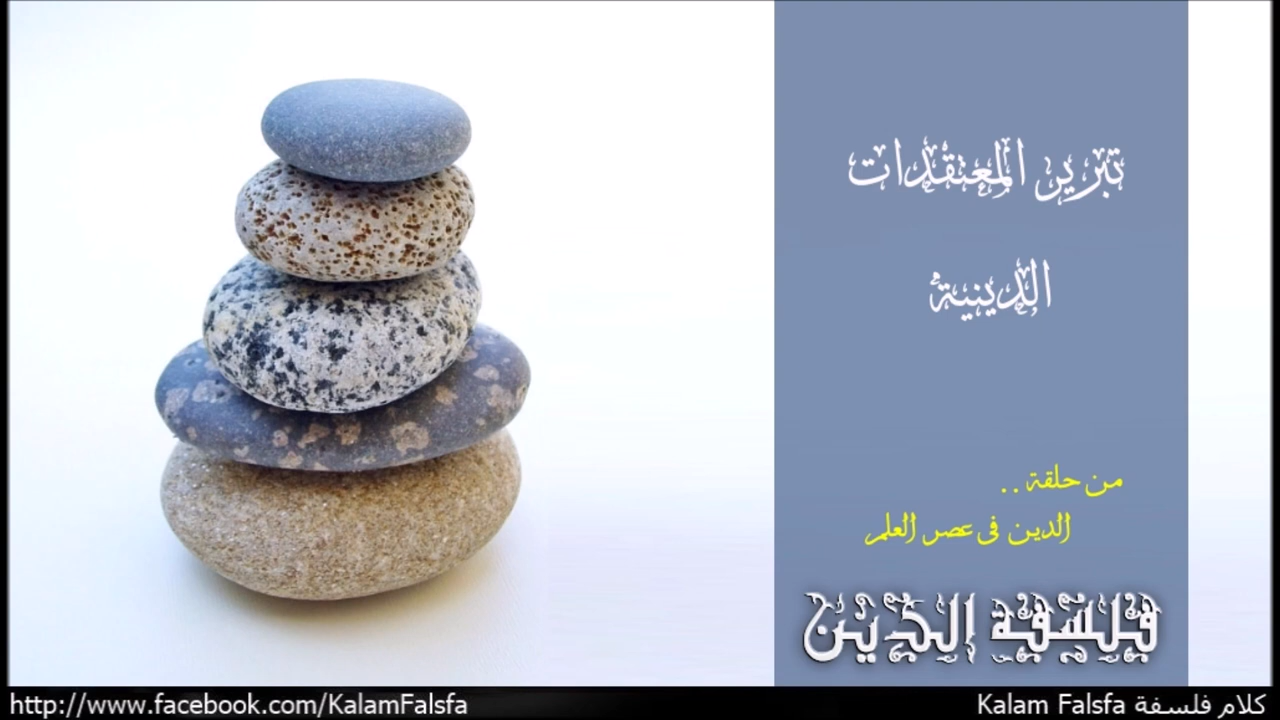 تبرير المعتقدات
الدينية
من حلقة..
الدين فى عصر العلم
فلسفة الدين
http://www.facebook.com/KalamFalsfa
Kalam Falsfa كلام فلسفة